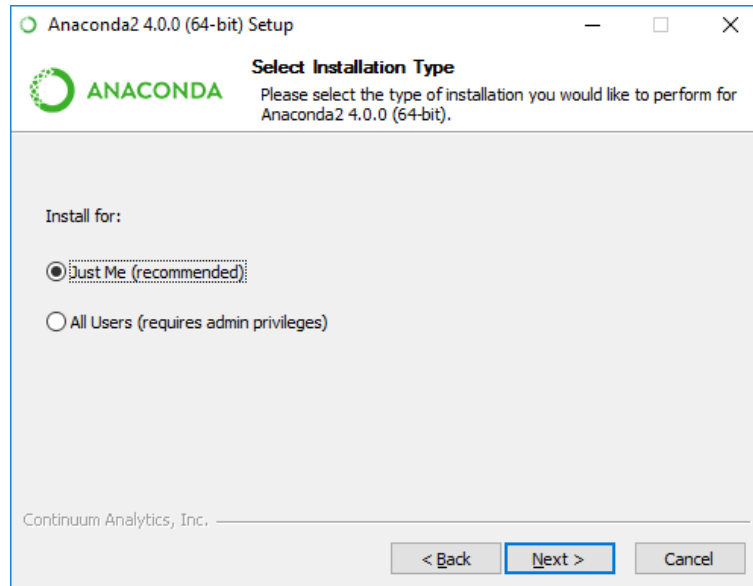 Anaconda2 4.0.0 (64-bit) Setup
ANACONDA
Select Installation Type
Please select the type of installation you would like to perform for
Anaconda2 4.0.0 (64-bit).
Install for:
Just Me (recommended)
All Users (requires admin privileges)
Continuum Analytics, Inc.
< Back
Next >
Cancel